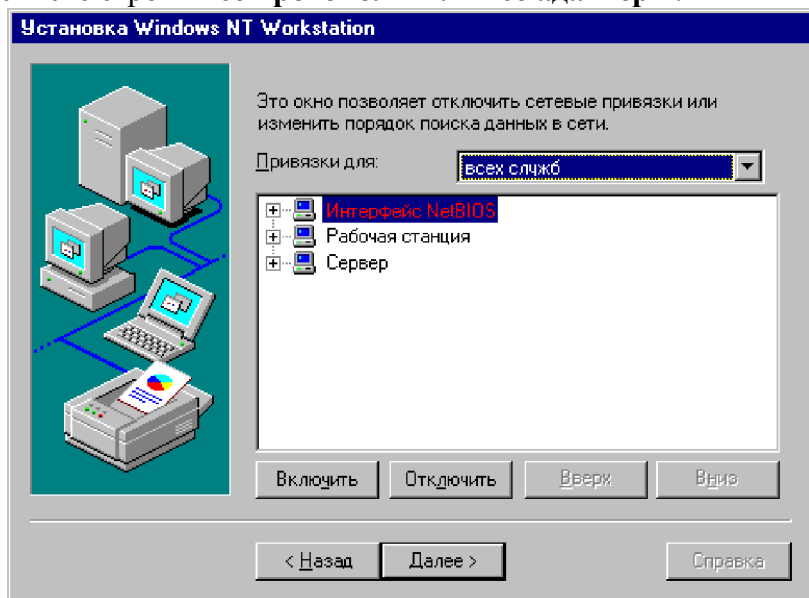 Установка Windows NT Workstation
Это окно позволяет отключить сетевые привязки или
изменить порядок поиска данных в сети.
Привязки для:
всех служб
Интерфейс NetBIOS
Рабочая станция
Сервер
Включить Отключить Вверх Вниз
< Назад Далее > Справка